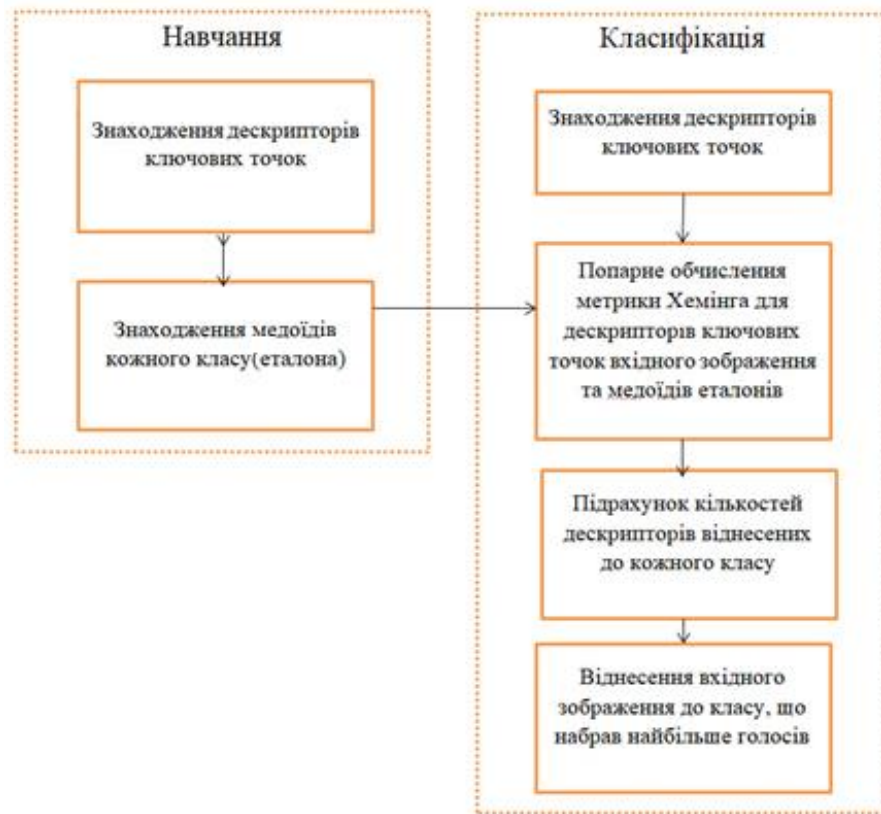 Навчання
Знаходження дескрипторів
ключових точок
Знаходження медоїдів
кожного класу(еталона)
Класифікація
Знаходження дескрипторів
ключових точок
Попарне обчислення
метрики Хемінга для
дескрипторів ключових
точок вхідного зображення
та медоїдів еталонів
Підрахунок кількостей
дескрипторів віднесених
до кожного класу
Віднесення вхідного
зображення до класу, що
набрав найбільше голосів